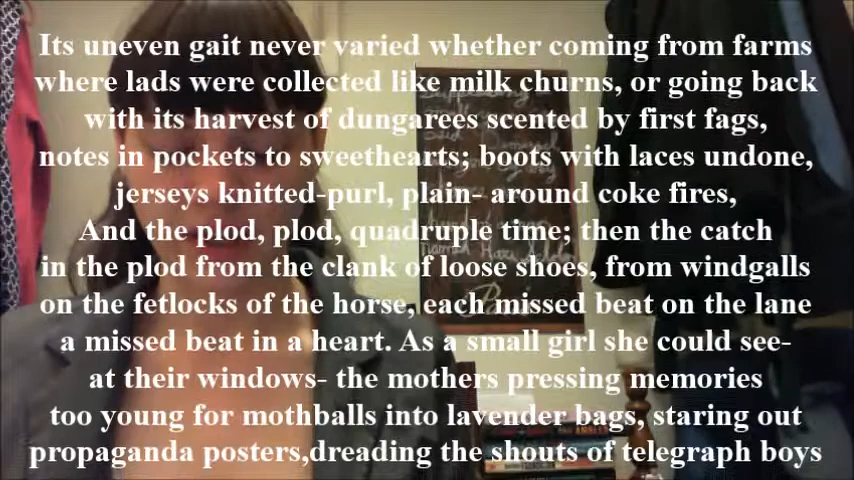 Its uneven gait never varied whether coming from farms
where lads were collected like milk churns, or going back
with its harvest of dungarees scented by first fags,
notes in pockets to sweethearts; boots with laces undone,
jerseys knitted-purl, plain- around coke fires,
And the plod, plod, quadruple time; then the catch
in the plod from the clank of loose shoes, from windgalls
on the fetlocks of the horse, each missed beat on the lane
a missed beat in a heart. As a small girl she could see-
at their windows- the mothers pressing memories
too young for mothballs into lavender bags, staring out
propaganda posters,dreading the shouts of telegraph boys